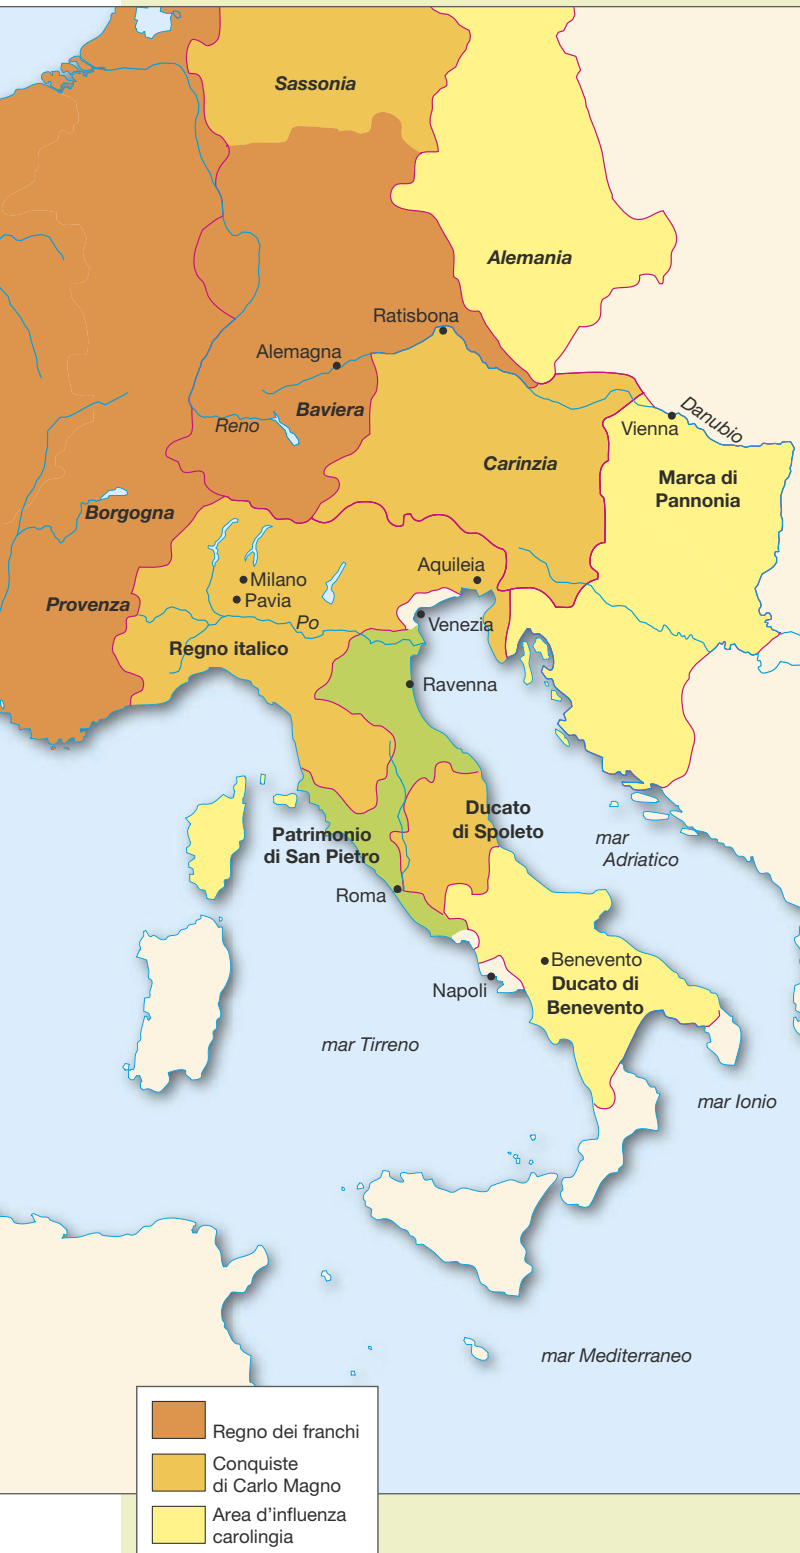 Sassonia
Alemania
Ratisbona
Alemagna
Baviera
Reno
Danubio
Vienna
Carinzia
Marca di
Pannonia
Borgogna
Aquileia
Milano
Pavia
Provenza
Po
Venezia
Regno italico
Ravenna
Ducato
di Spoleto
Patrimonio
di San Pietro
mar
Adriatico
Roma
Benevento
Ducato di
Benevento
Napoli
mar Tirreno
mar Ionio
mar Mediterraneo
Regno dei franchi
Conquiste
di Carlo Magno
Area d'influenza
carolingia